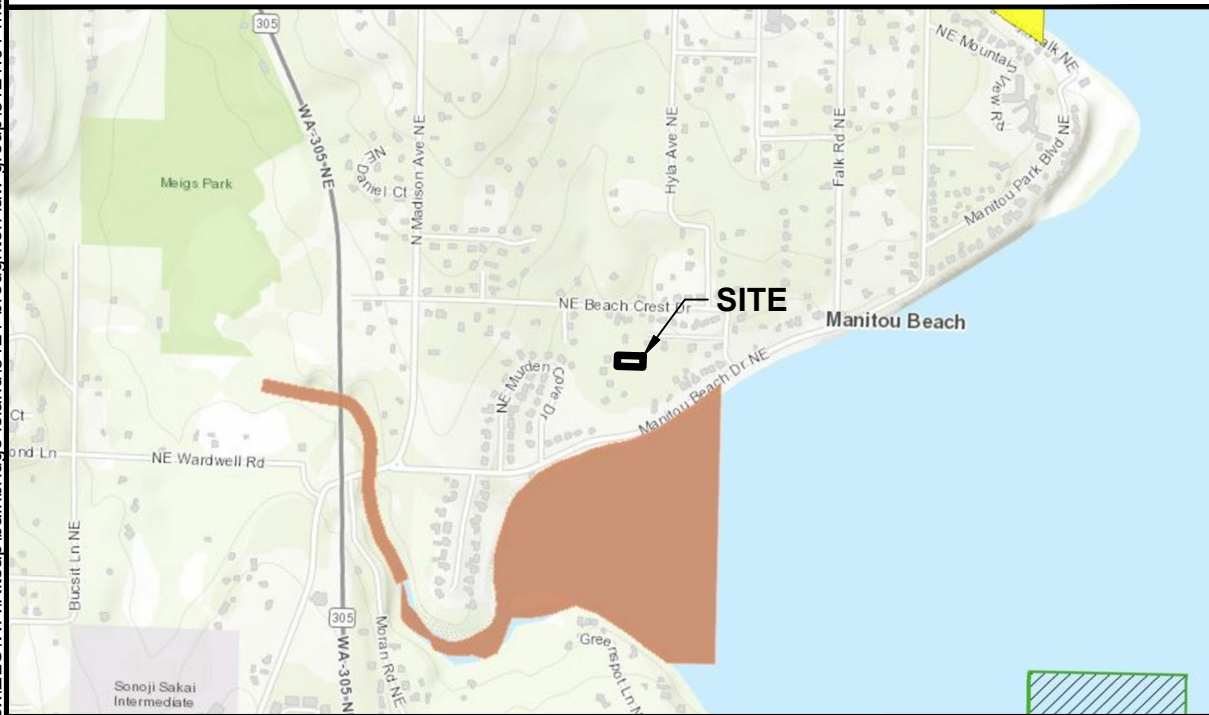 305
NE Mountain
View Rd
Walk NE
WA-305-NE
Meigs Park
NE
Daniel Ct
N Madison Ave NE
Hyla Ave NE
Falk Rd NE
Manitou Park Blvd NE
NE Beach Crest Dr
SITE
Manitou Beach
NE Murden
Cove Dr
Manitou Beach Dr NE
Ct
ond Ln
NE Wardwell Rd
Bucsit Ln NE
305
Moran Rd NE
WA-305-N
Greenspot Ln N
Sonoji Sakai
Intermediate